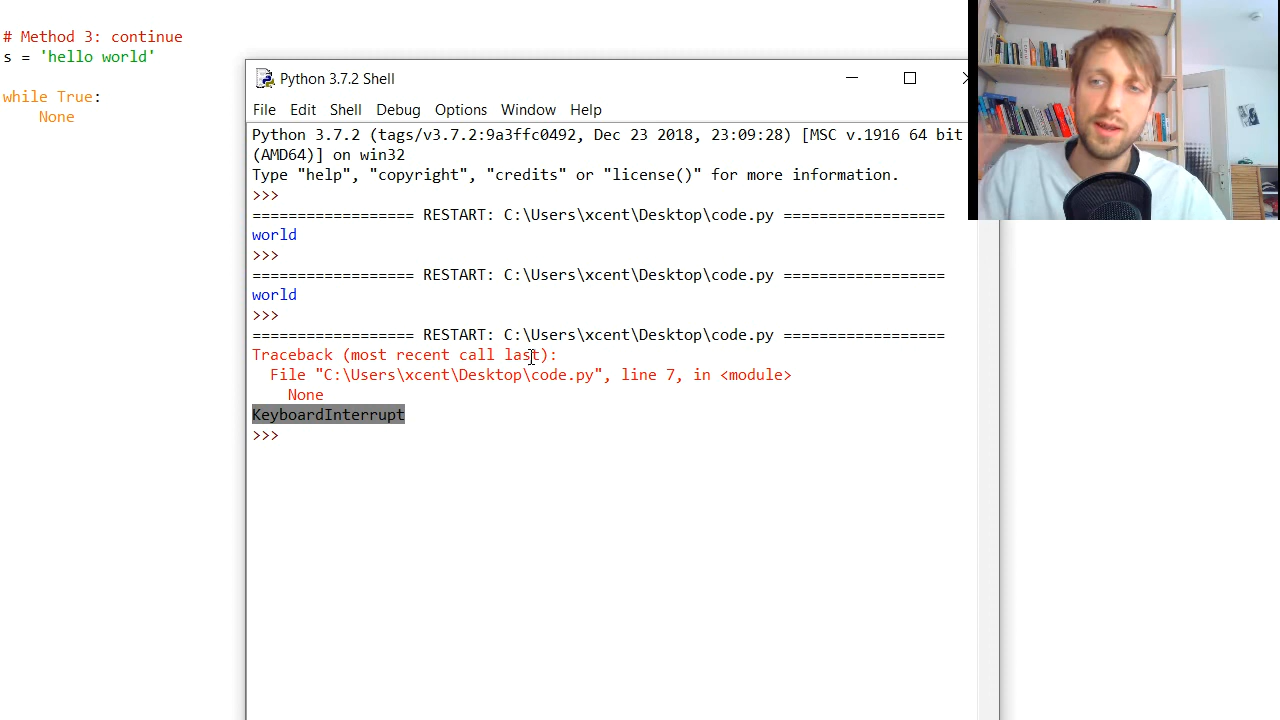 # Method 3: continue
s = 'hello world'
while True:
    None
Python 3.7.2 Shell
File Edit Shell Debug Options Window Help
Python 3.7.2 (tags/v3.7.2:9a3ffc0492, Dec 23 2018, 23:09:28) [MSC v.1916 64 bit
(AMD64)] on win32
Type "help", "copyright", "credits" or "license()" for more information.
>>>
================== RESTART: C:\Users\xcent\Desktop\code.py ==================
world
>>>
================== RESTART: C:\Users\xcent\Desktop\code.py ==================
world
>>>
================== RESTART: C:\Users\xcent\Desktop\code.py ==================
Traceback (most recent call last):
  File "C:\Users\xcent\Desktop\code.py", line 7, in <module>
    None
KeyboardInterrupt
>>>